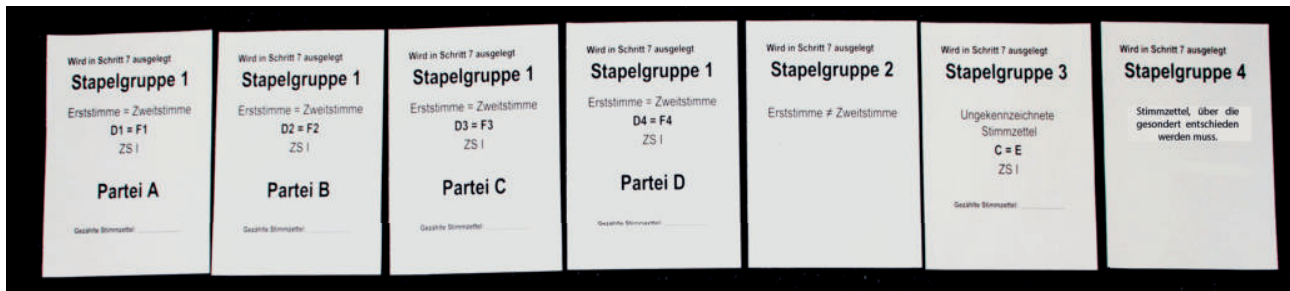 Wird in Schritt 7 ausgelegt
Stapelgruppe 1
Erststimme = Zweitstimme
D1 = F1
ZS I
Partei A
Gezählte Stimmzettel:
Wird in Schritt 7 ausgelegt
Stapelgruppe 1
Erststimme = Zweitstimme
D2 = F2
ZS I
Partei B
Gezählte Stimmzettel:
Wird in Schritt 7 ausgelegt
Stapelgruppe 1
Erststimme = Zweitstimme
D3 = F3
ZS I
Partei C
Gezählte Stimmzettel:
Wird in Schritt 7 ausgelegt
Stapelgruppe 1
Erststimme = Zweitstimme
D4 = F4
ZS I
Partei D
Gezählte Stimmzettel:
Wird in Schritt 7 ausgelegt
Stapelgruppe 2
Erststimme ≠ Zweitstimme
Wird in Schritt 7 ausgelegt
Stapelgruppe 3
Ungekennzeichnete
Stimmzettel
C = E
ZS I
Gezählte Stimmzettel:
Wird in Schritt 7 ausgelegt
Stapelgruppe 4
Stimmzettel, über die
gesondert entschieden
werden muss.